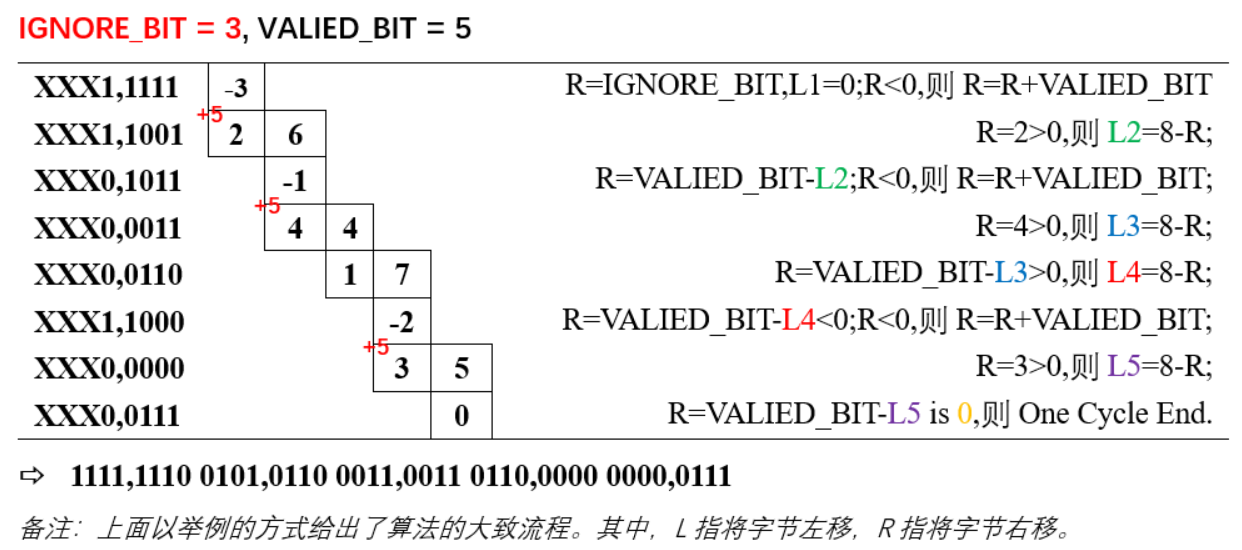 IGNORE_BIT = 3, VALIED_BIT = 5
XXX1,1111 -3 R=IGNORE_BIT,L1=0;R<0,则 R=R+VALIED_BIT
+5
XXX1,1001 2 6 R=2>0,则 L2=8-R;
XXX0,1011 -1 R=VALIED_BIT-L2;R<0,则 R=R+VALIED_BIT;
+5
XXX0,0011 4 4 R=4>0,则 L3=8-R;
XXX0,0110 1 7 R=VALIED_BIT-L3>0,则 L4=8-R;
XXX1,1000 -2 R=VALIED_BIT-L4<0;R<0,则 R=R+VALIED_BIT;
+5
XXX0,0000 3 5 R=3>0,则 L5=8-R;
XXX0,0111 0 R=VALIED_BIT-L5 is 0,则 One Cycle End.
⇨ 1111,1110 0101,0110 0011,0011 0110,0000 0000,0111
备注：上面以举例的方式给出了算法的大致流程。其中，L 指将字节左移，R 指将字节右移。